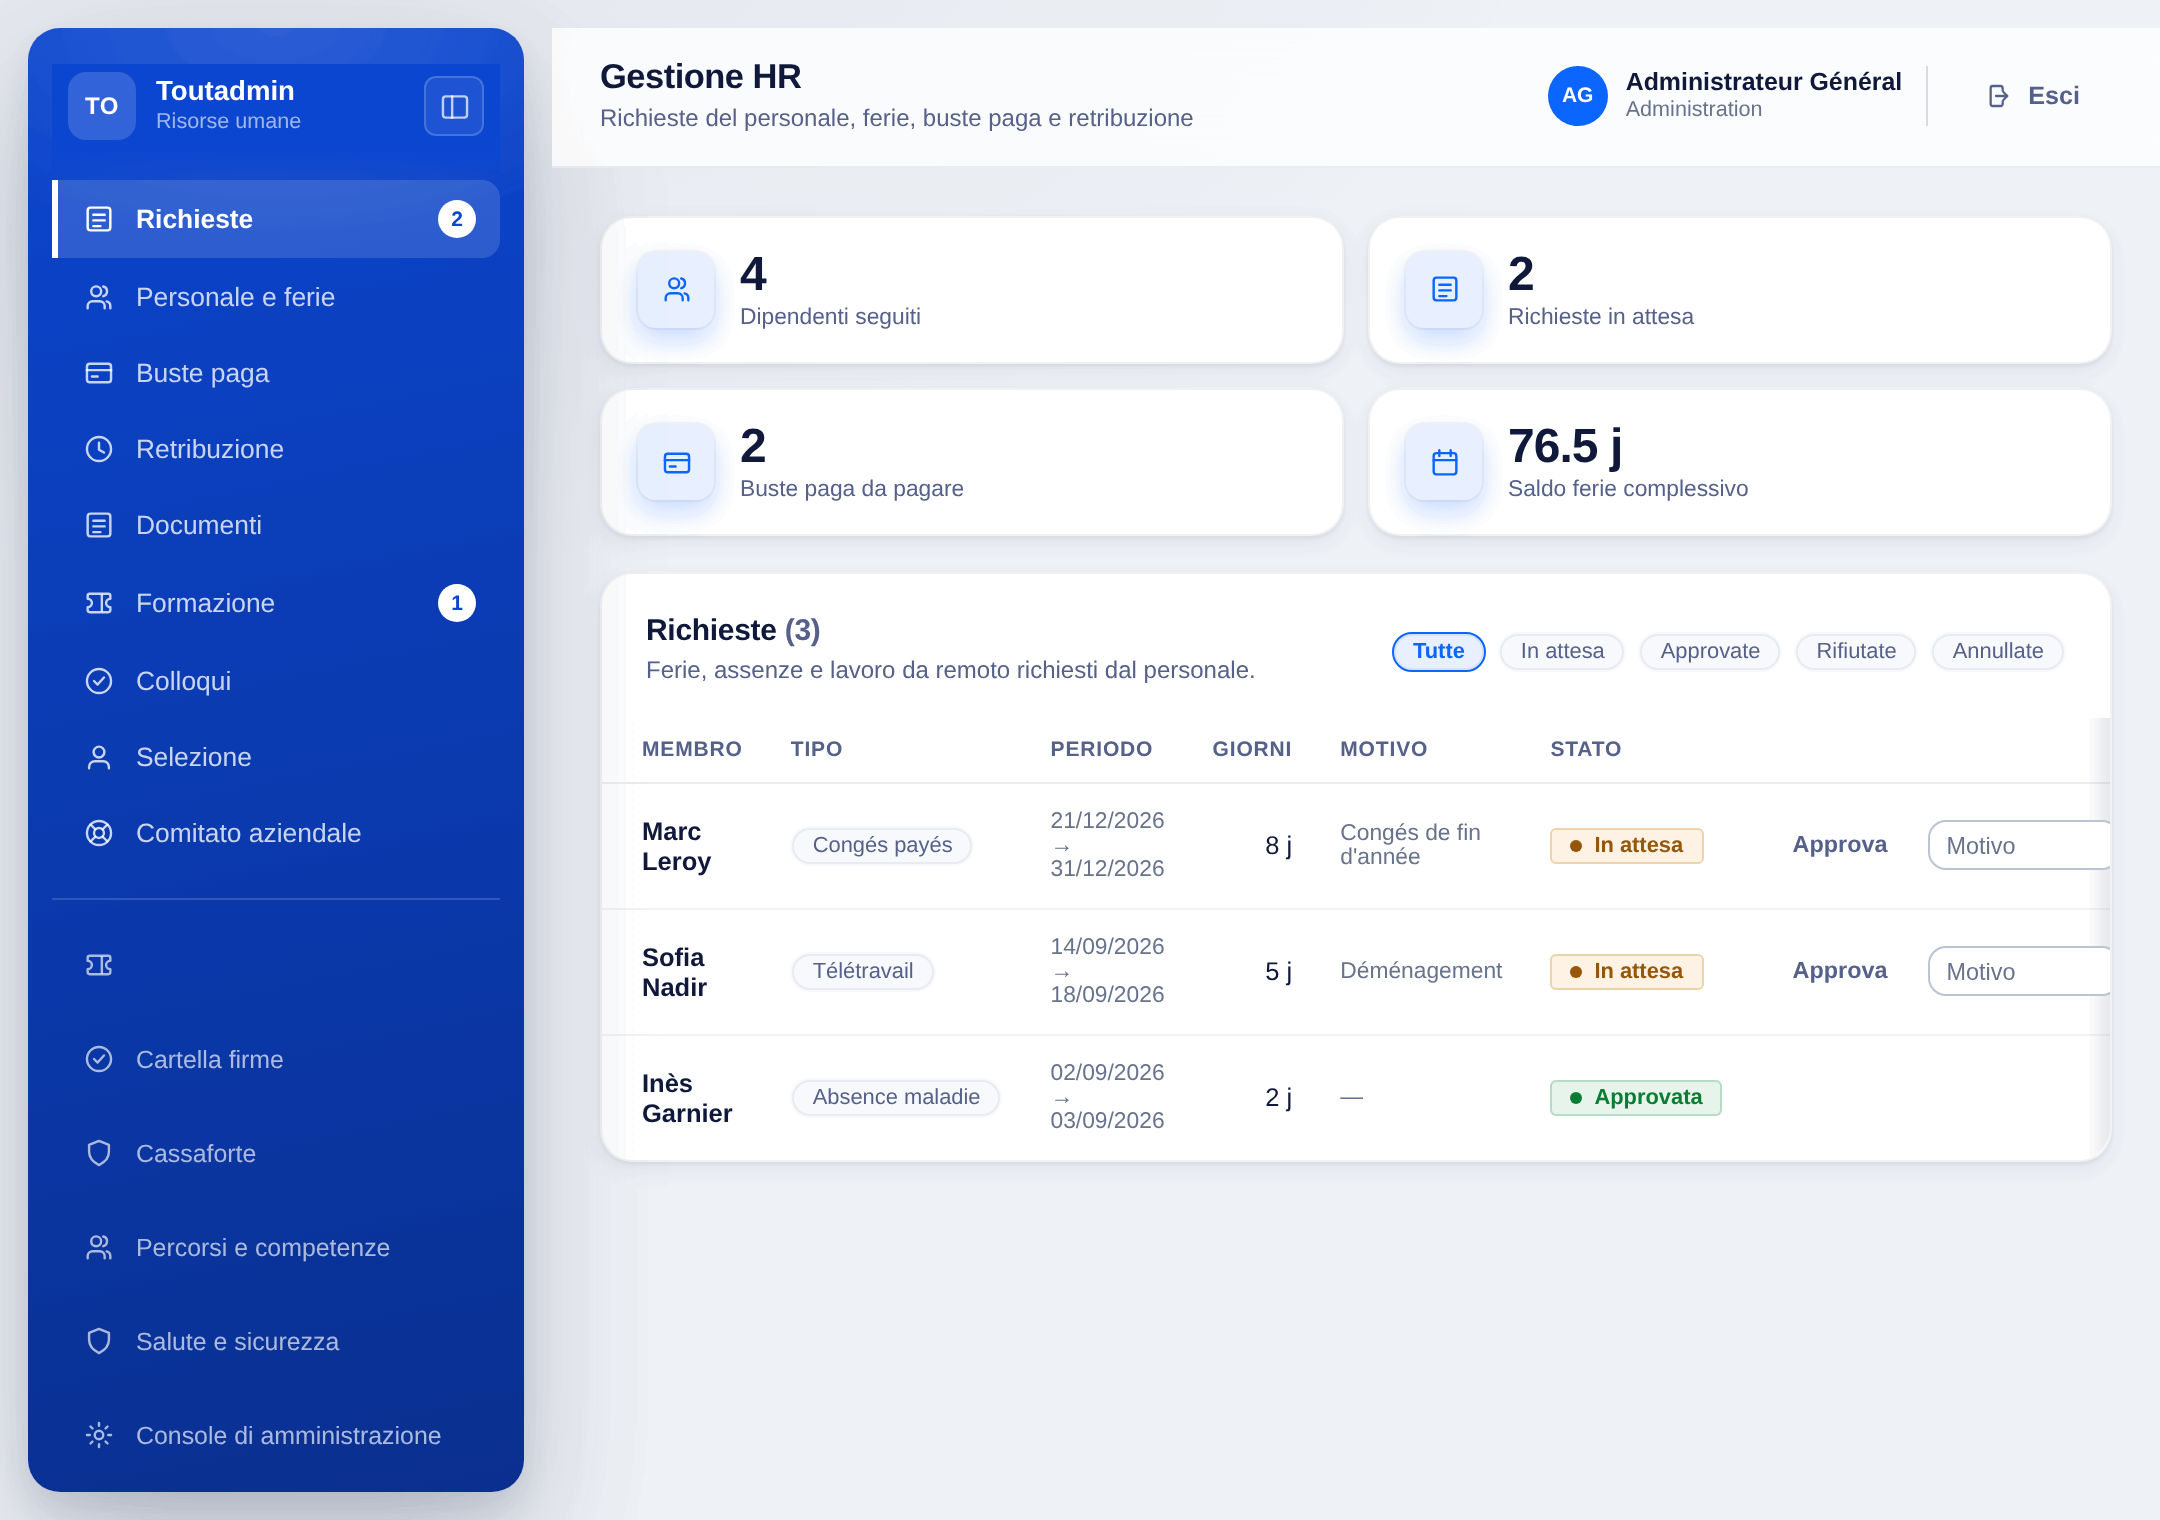 TO
Toutadmin
Risorse umane
Richieste 2
Personale e ferie
Buste paga
Retribuzione
Documenti
Formazione 1
Colloqui
Selezione
Comitato aziendale
Cartella firme
Cassaforte
Percorsi e competenze
Salute e sicurezza
Console di amministrazione
Gestione HR
Richieste del personale, ferie, buste paga e retribuzione
AG
Administrateur Général
Administration
Esci
4
Dipendenti seguiti
2
Richieste in attesa
2
Buste paga da pagare
76.5 j
Saldo ferie complessivo
Richieste (3)
Ferie, assenze e lavoro da remoto richiesti dal personale.
Tutte In attesa Approvate Rifiutate Annullate
MEMBRO TIPO PERIODO GIORNI MOTIVO STATO
Marc Leroy
Congés payés
21/12/2026 → 31/12/2026
8 j
Congés de fin d'année
In attesa
Approva
Motivo
Sofia Nadir
Télétravail
14/09/2026 → 18/09/2026
5 j
Déménagement
In attesa
Approva
Motivo
Inès Garnier
Absence maladie
02/09/2026 → 03/09/2026
2 j
—
Approvata